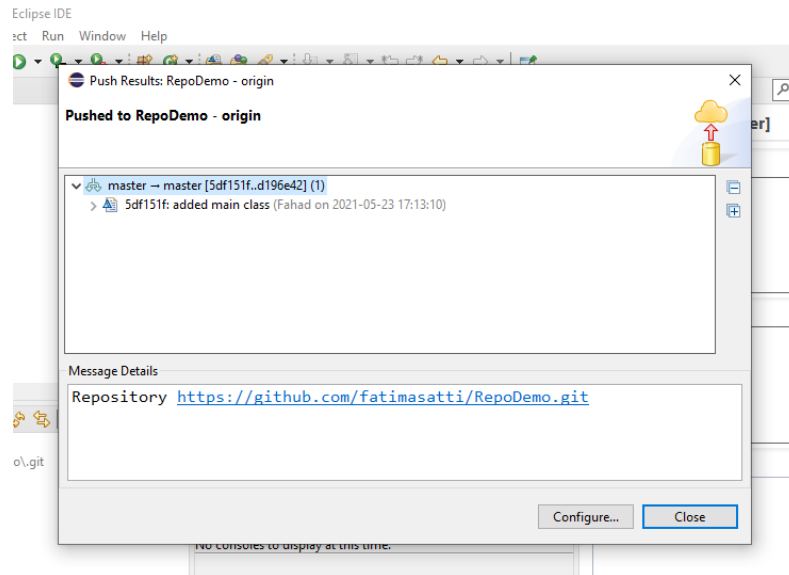 Eclipse IDE
ect Run Window Help
Push Results: RepoDemo - origin
Pushed to RepoDemo - origin
er]
master → master [5df151f..d196e42] (1)
5df151f: added main class (Fahad on 2021-05-23 17:13:10)
Message Details
Repository https://github.com/fatimasatti/RepoDemo.git
o\.git
Configure...
Close
No consoles to display at this time.